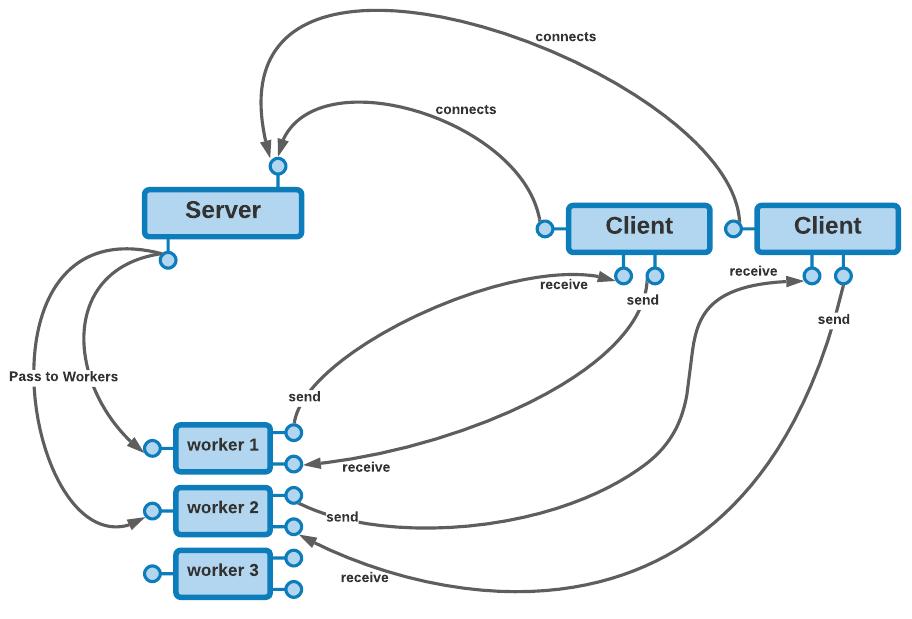 connects
connects
Server
Client
Client
receive
send
receive
send
Pass to Workers
send
worker 1
receive
worker 2
send
worker 3
receive